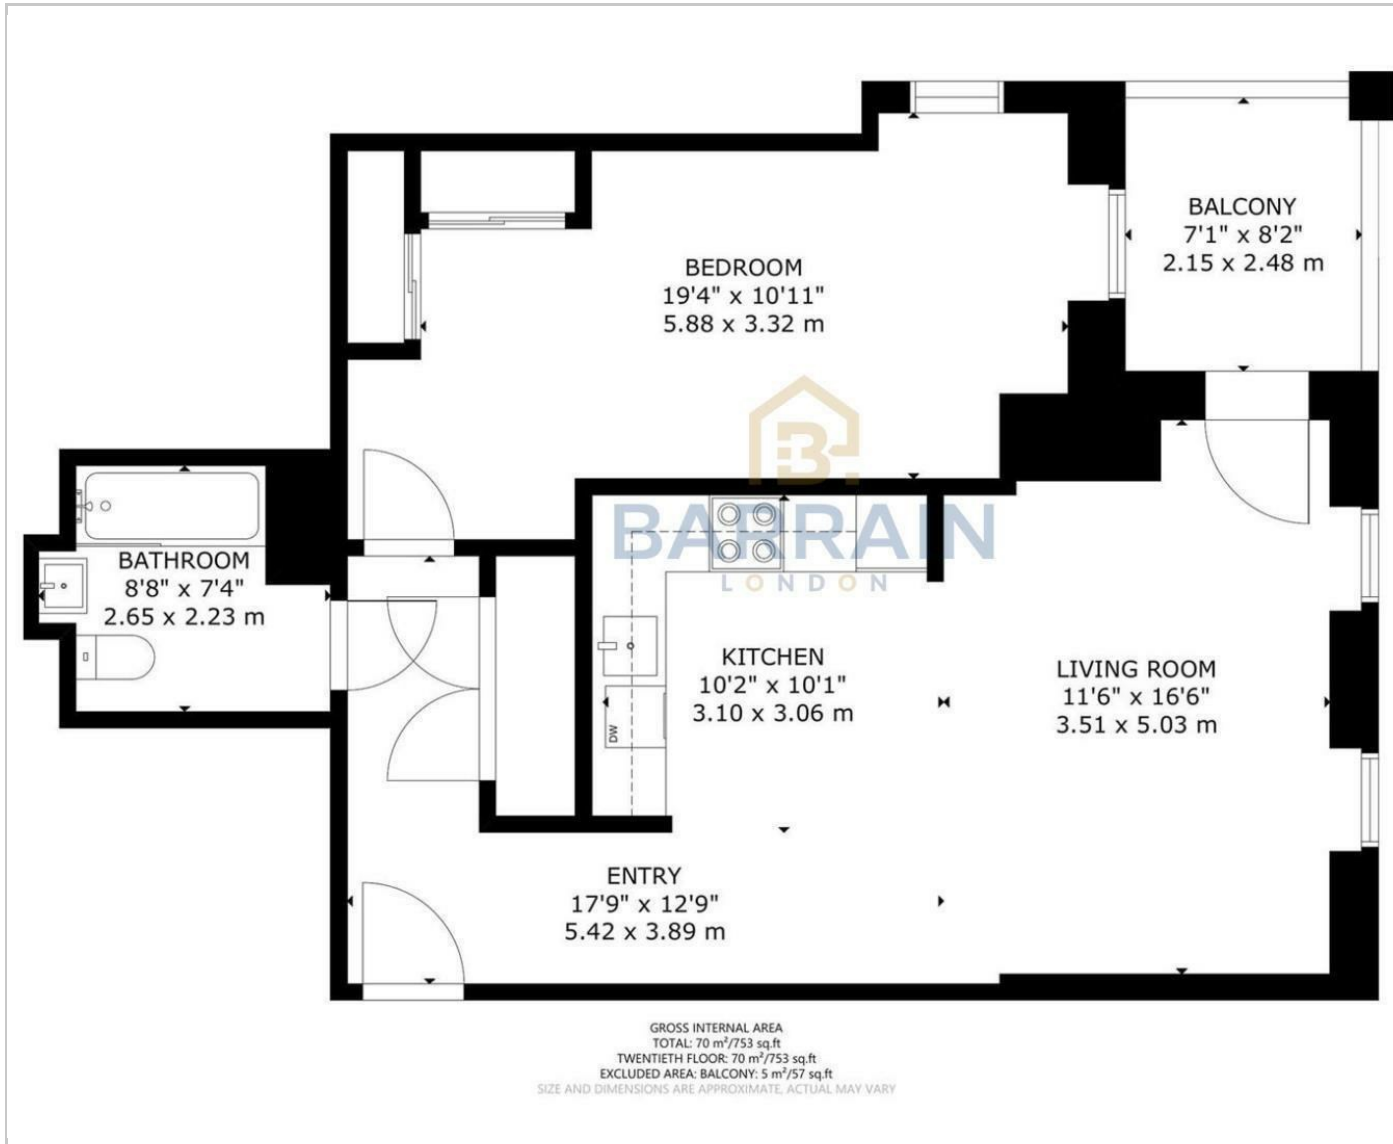 BALCONY
7'1" x 8'2"
2.15 x 2.48 m
BEDROOM
19'4" x 10'11"
5.88 x 3.32 m
B.
BARRAIN
LONDON
BATHROOM
8'8" x 7'4"
2.65 x 2.23 m
KITCHEN
10'2" x 10'1"
3.10 x 3.06 m
DW
LIVING ROOM
11'6" x 16'6"
3.51 x 5.03 m
ENTRY
17'9" x 12'9"
5.42 x 3.89 m
GROSS INTERNAL AREA
TOTAL: 70 m²/753 sq.ft
TWENTIETH FLOOR: 70 m²/753 sq.ft
EXCLUDED AREA: BALCONY: 5 m²/57 sq.ft
SIZE AND DIMENSIONS ARE APPROXIMATE, ACTUAL MAY VARY